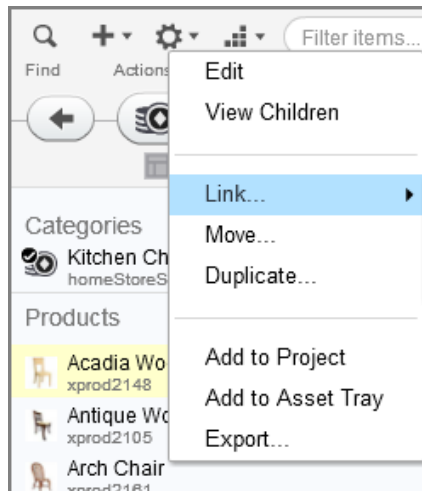 Filter items...
Find
Actions
Edit
View Children
Link...
Move...
Duplicate...
Add to Project
Add to Asset Tray
Export...
Categories
Kitchen Ch
homeStoreS
Products
Acadia Wo
xprod2148
Antique Wo
xprod2105
Arch Chair
xprod2161